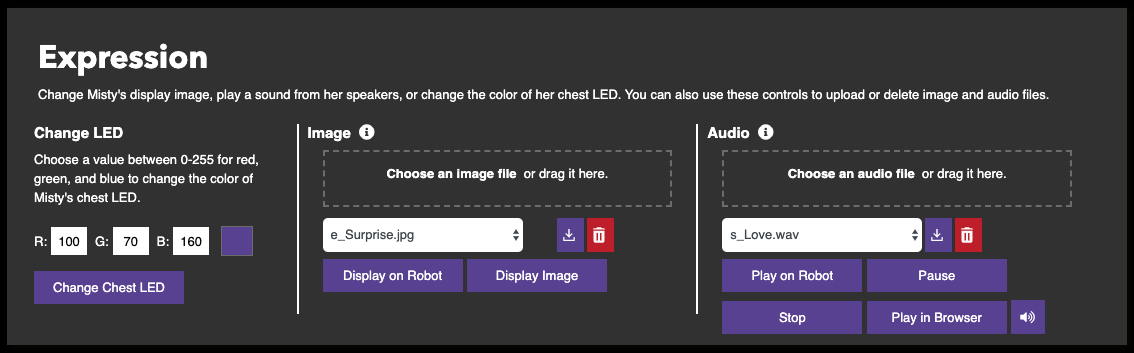 Expression
Change Misty's display image, play a sound from her speakers, or change the color of her chest LED. You can also use these controls to upload or delete image and audio files.
Change LED
Choose a value between 0-255 for red,
green, and blue to change the color of
Misty's chest LED.
R: 100 G: 70 B: 160
Change Chest LED
Image
Choose an image file or drag it here.
e_Surprise.jpg
Display on Robot Display Image
Audio
Choose an audio file or drag it here.
s_Love.wav
Play on Robot Pause
Stop Play in Browser